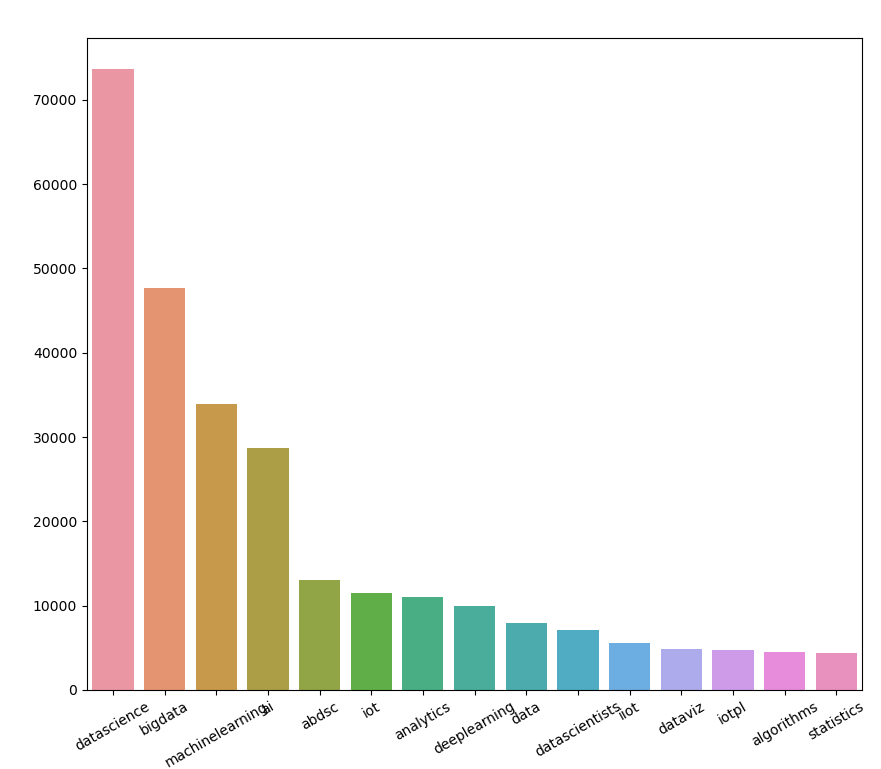 70000
60000
50000
40000
30000
20000
10000
0
datascience
bigdata
machinelearning
ai
abdsc
iot
analytics
deeplearning
data
datascientists
iiot
dataviz
iotpl
algorithms
statistics